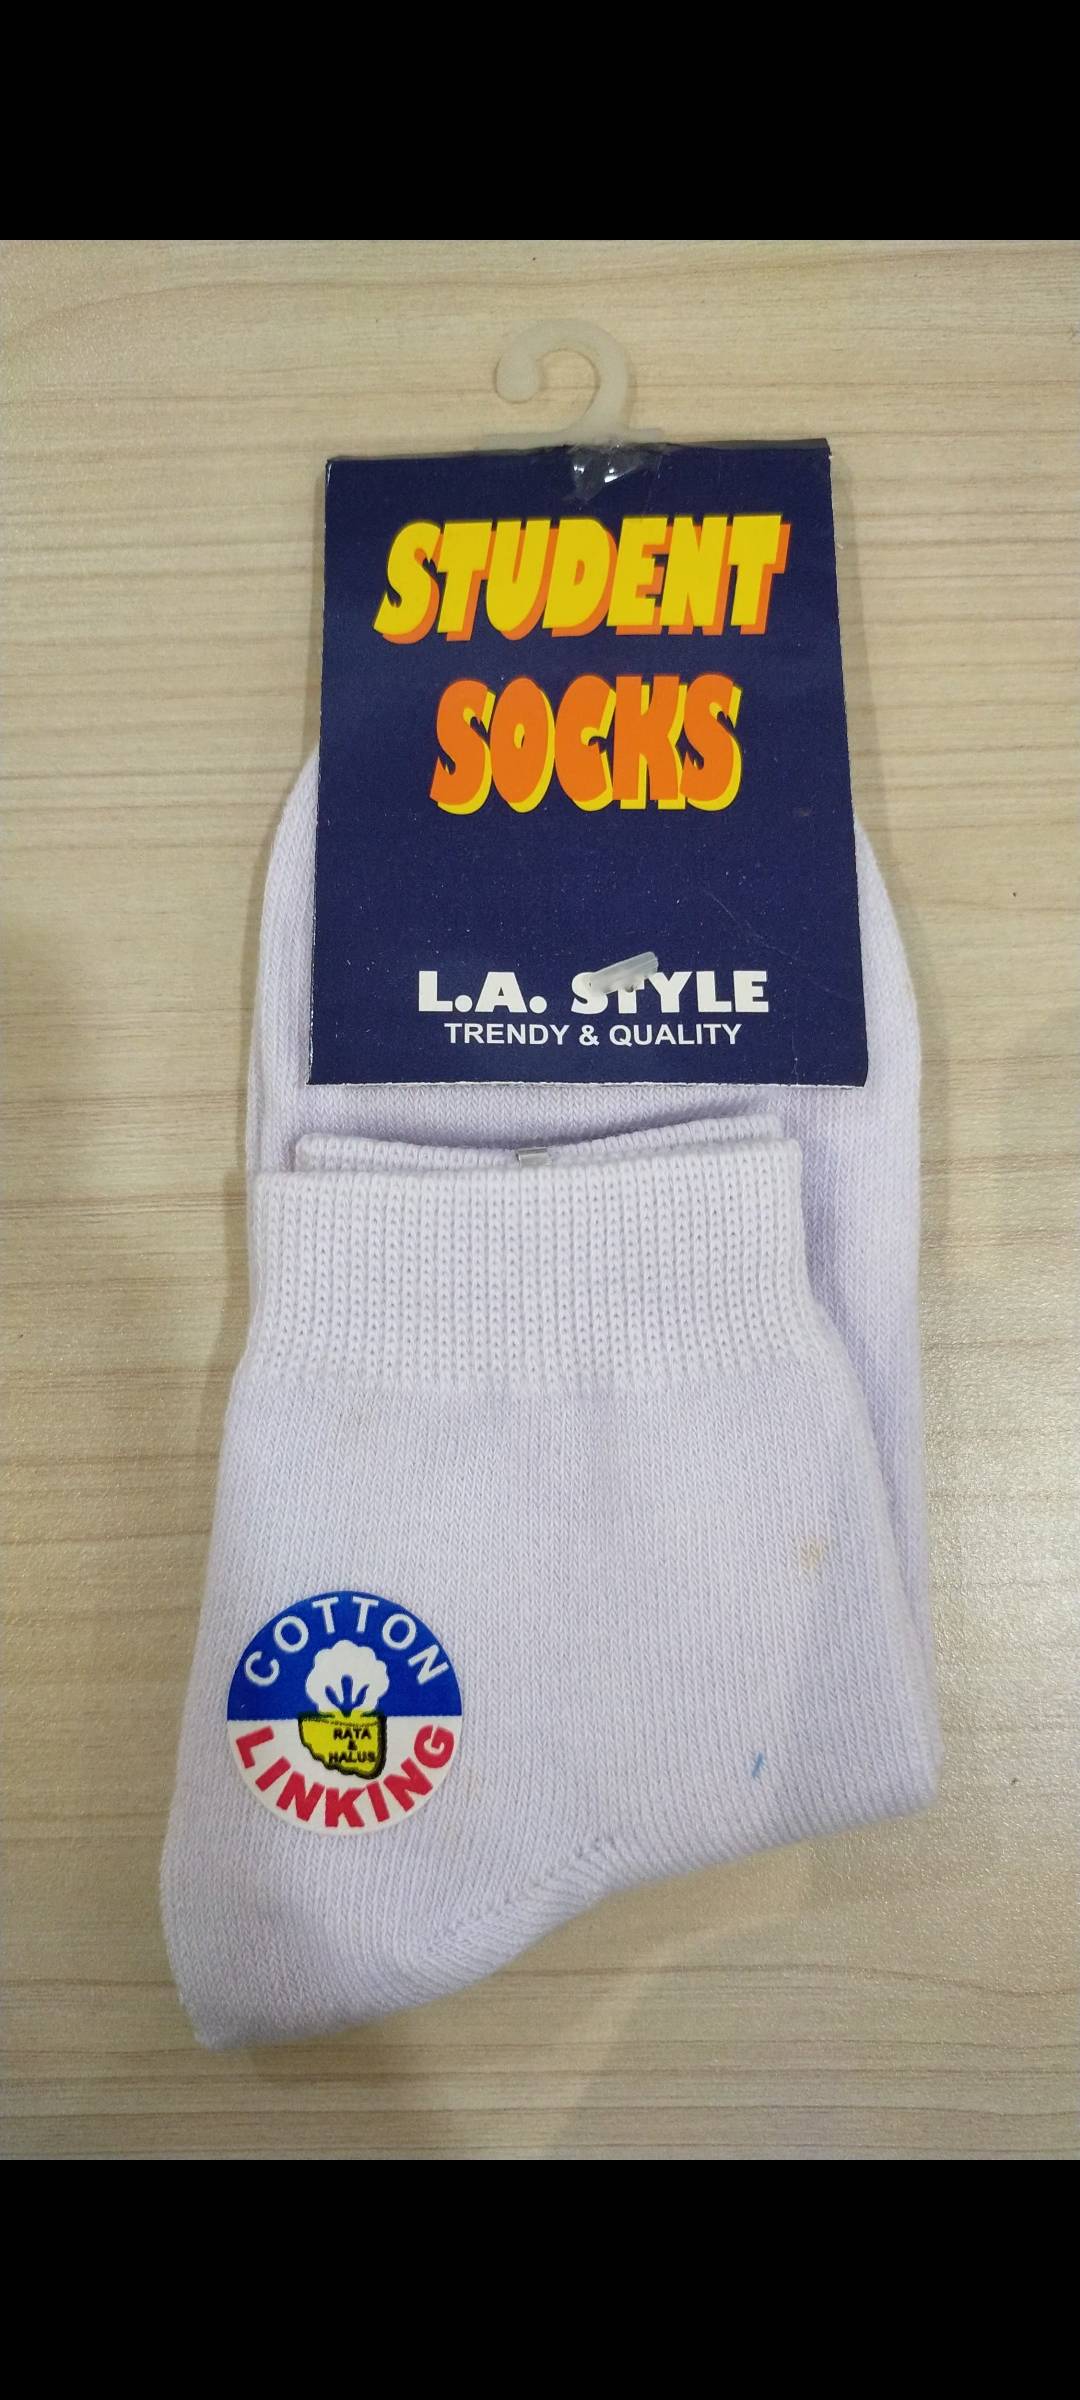 STUDENT
SOCKS
L.A. STYLE
TRENDY & QUALITY
COTTON
RATA
&
HALUS
LINKING